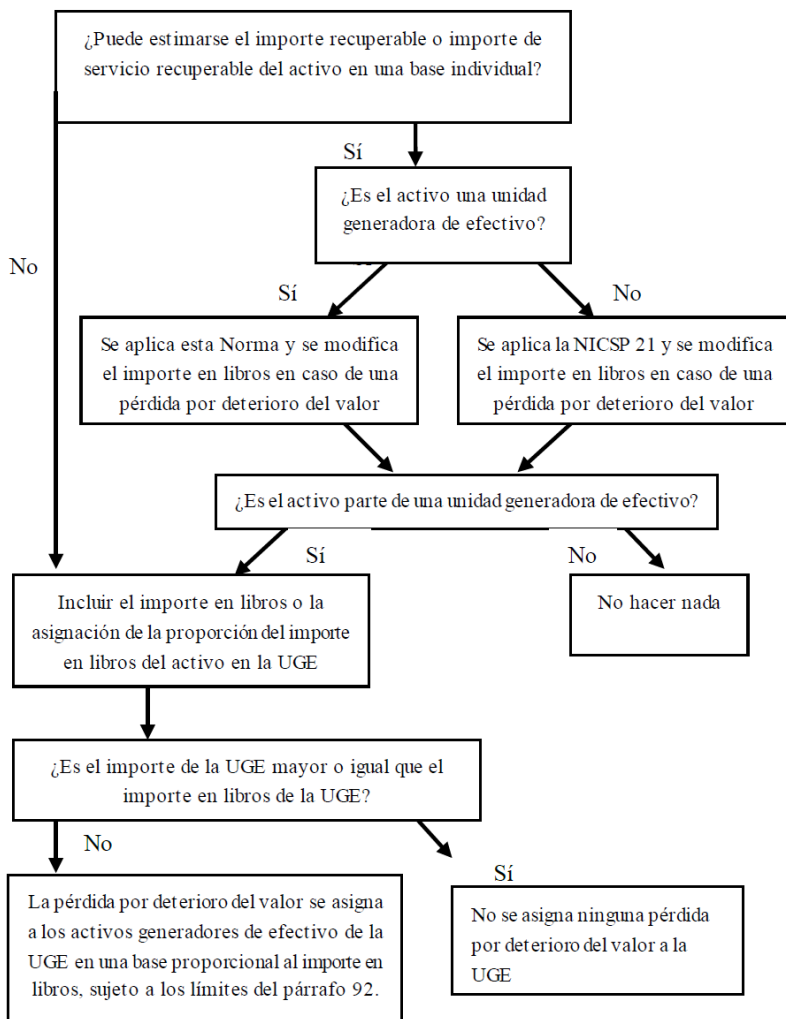 ¿Puede estimarse el importe recuperable o importe de
servicio recuperable del activo en una base individual?
Sí
¿Es el activo una unidad
generadora de efectivo?
No
Sí
No
Se aplica esta Norma y se modifica
el importe en libros en caso de una
pérdida por deterioro del valor
Se aplica la NICSP 21 y se modifica
el importe en libros en caso de una
pérdida por deterioro del valor
¿Es el activo parte de una unidad generadora de efectivo?
Sí
No
Incluir el importe en libros o la
asignación de la proporción del importe
en libros del activo en la UGE
No hacer nada
¿Es el importe de la UGE mayor o igual que el
importe en libros de la UGE?
No
Sí
La pérdida por deterioro del valor se asigna
a los activos generadores de efectivo de la
UGE en una base proporcional al importe en
libros, sujeto a los límites del párrafo 92.
No se asigna ninguna pérdida
por deterioro del valor a la
UGE